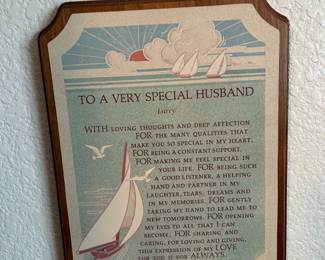 TO A VERY SPECIAL HUSBAND
Larry
WITH LOVING THOUGHTS AND DEEP AFFECTION
FOR THE MANY QUALITIES THAT
MAKE YOU SO SPECIAL IN MY HEART.
FOR BEING A CONSTANT SUPPORT,
FOR MAKING ME FEEL SPECIAL IN
YOUR LIFE. FOR BEING SUCH
A GOOD LISTENER, A HELPING
HAND AND PARTNER IN MY
LAUGHTER, TEARS, DREAMS AND
IN MY MEMORIES. FOR GENTLY
TAKING MY HAND TO LEAD ME TO
NEW TOMORROWS. FOR OPENING
MY EYES TO ALL THAT I CAN
BECOME. FOR SHARING AND
CARING, FOR LOVING AND GIVING,
THIS EXPRESSION OF MY LOVE
FOR YOU IS FOR ALWAYS